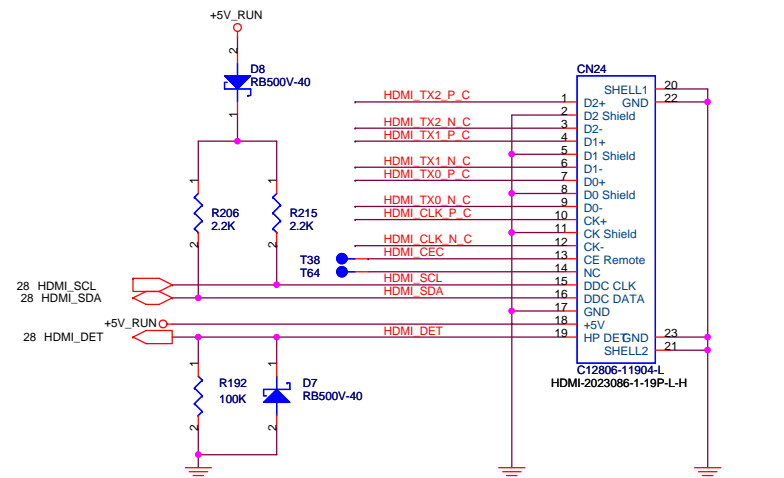 +5V_RUN
2
D8
RB500V-40
1
CN24
SHELL1 20
HDMI_TX2_P_C 1 D2+ GND 22
2 D2 Shield
HDMI_TX2_N_C 3 D2-
HDMI_TX1_P_C 4 D1+
5 D1 Shield
HDMI_TX1_N_C 6 D1-
HDMI_TX0_P_C 7 D0+
8 D0 Shield
HDMI_TX0_N_C 9 D0-
HDMI_CLK_P_C 10 CK+
11 CK Shield
HDMI_CLK_N_C 12 CK-
T38 HDMI_CEC 13 CE Remote
T64 14 NC
1 1
R206 R215
2.2K 2.2K
2 2
28 HDMI_SCL HDMI_SCL 15 DDC CLK
28 HDMI_SDA HDMI_SDA 16 DDC DATA
17 GND
+5V_RUN 18 +5V
28 HDMI_DET HDMI_DET 19 HP DET GND 23
SHELL2 21
C12806-11904-L
HDMI-2023086-1-19P-L-H
1 1
R192 D7
100K RB500V-40
2 2